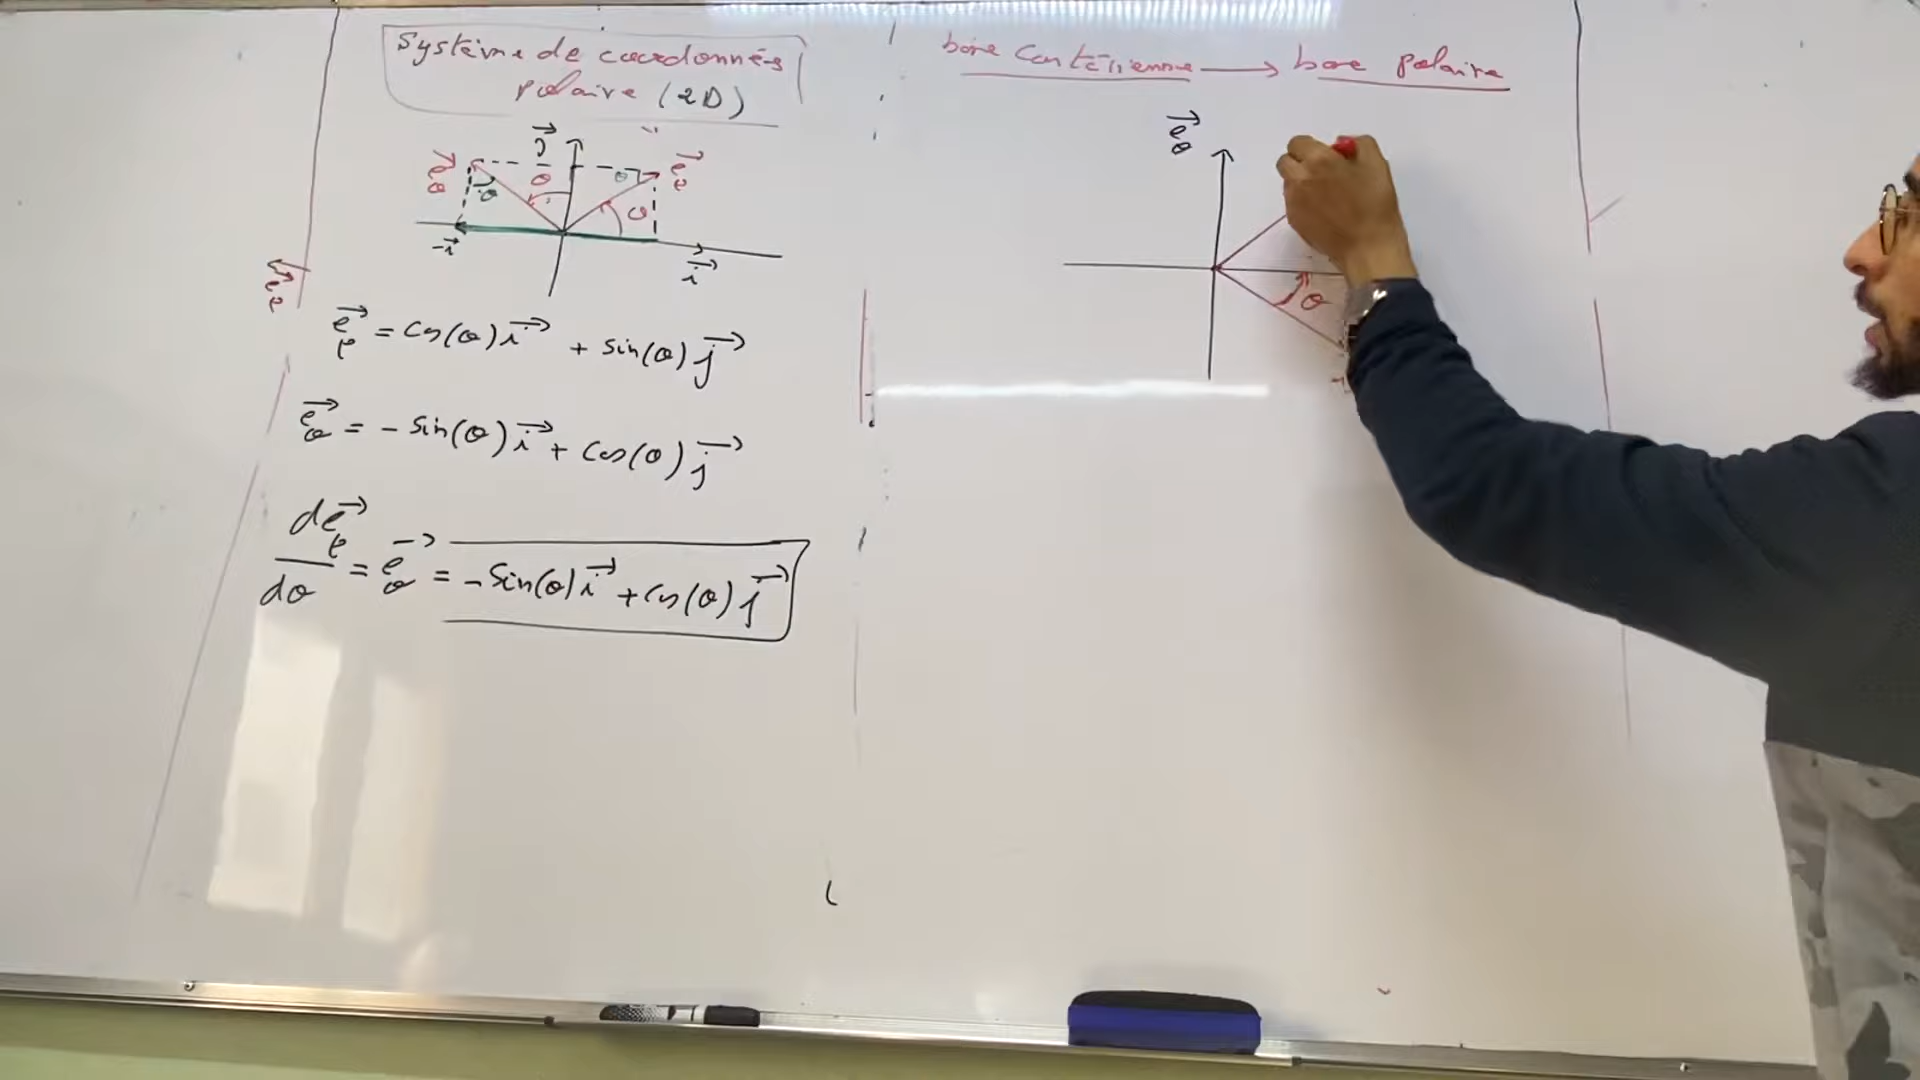 Système de coordonnés
polaire (2D)
e⃗θ j⃗ e⃗ρ
θ θ θ θ
-i⃗ i⃗
e⃗ρ
e⃗ρ = cos(θ) i⃗ + sin(θ) j⃗
e⃗θ = - sin(θ) i⃗ + cos(θ) j⃗
de⃗ρ/dθ = e⃗θ = - sin(θ) i⃗ + cos(θ) j⃗
base Cartésienne → base polaire
e⃗θ
θ